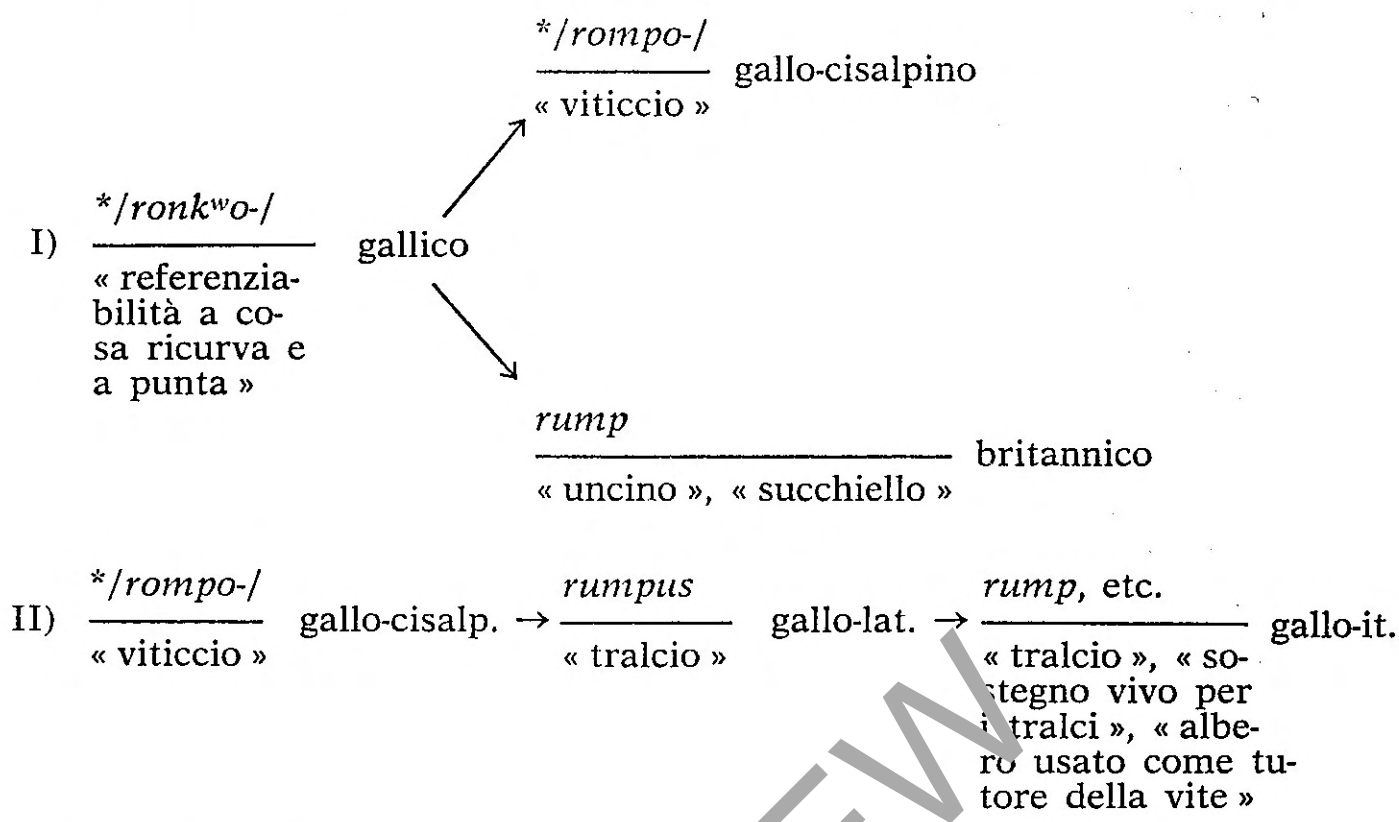 */rompo-/
gallo-cisalpino
« viticcio »
I) */ronkʷo-/
gallico
« referenzia-
bilità a co-
sa ricurva e
a punta »
rump
britannico
« uncino », « succhiello »
II) */rompo-/
« viticcio »
gallo-cisalp. →
rumpus
« tralcio »
gallo-lat. →
rump, etc.
« tralcio », « so-
stegno vivo per
i tralci », « albe-
ro usato come tu-
tore della vite »
gallo-it.